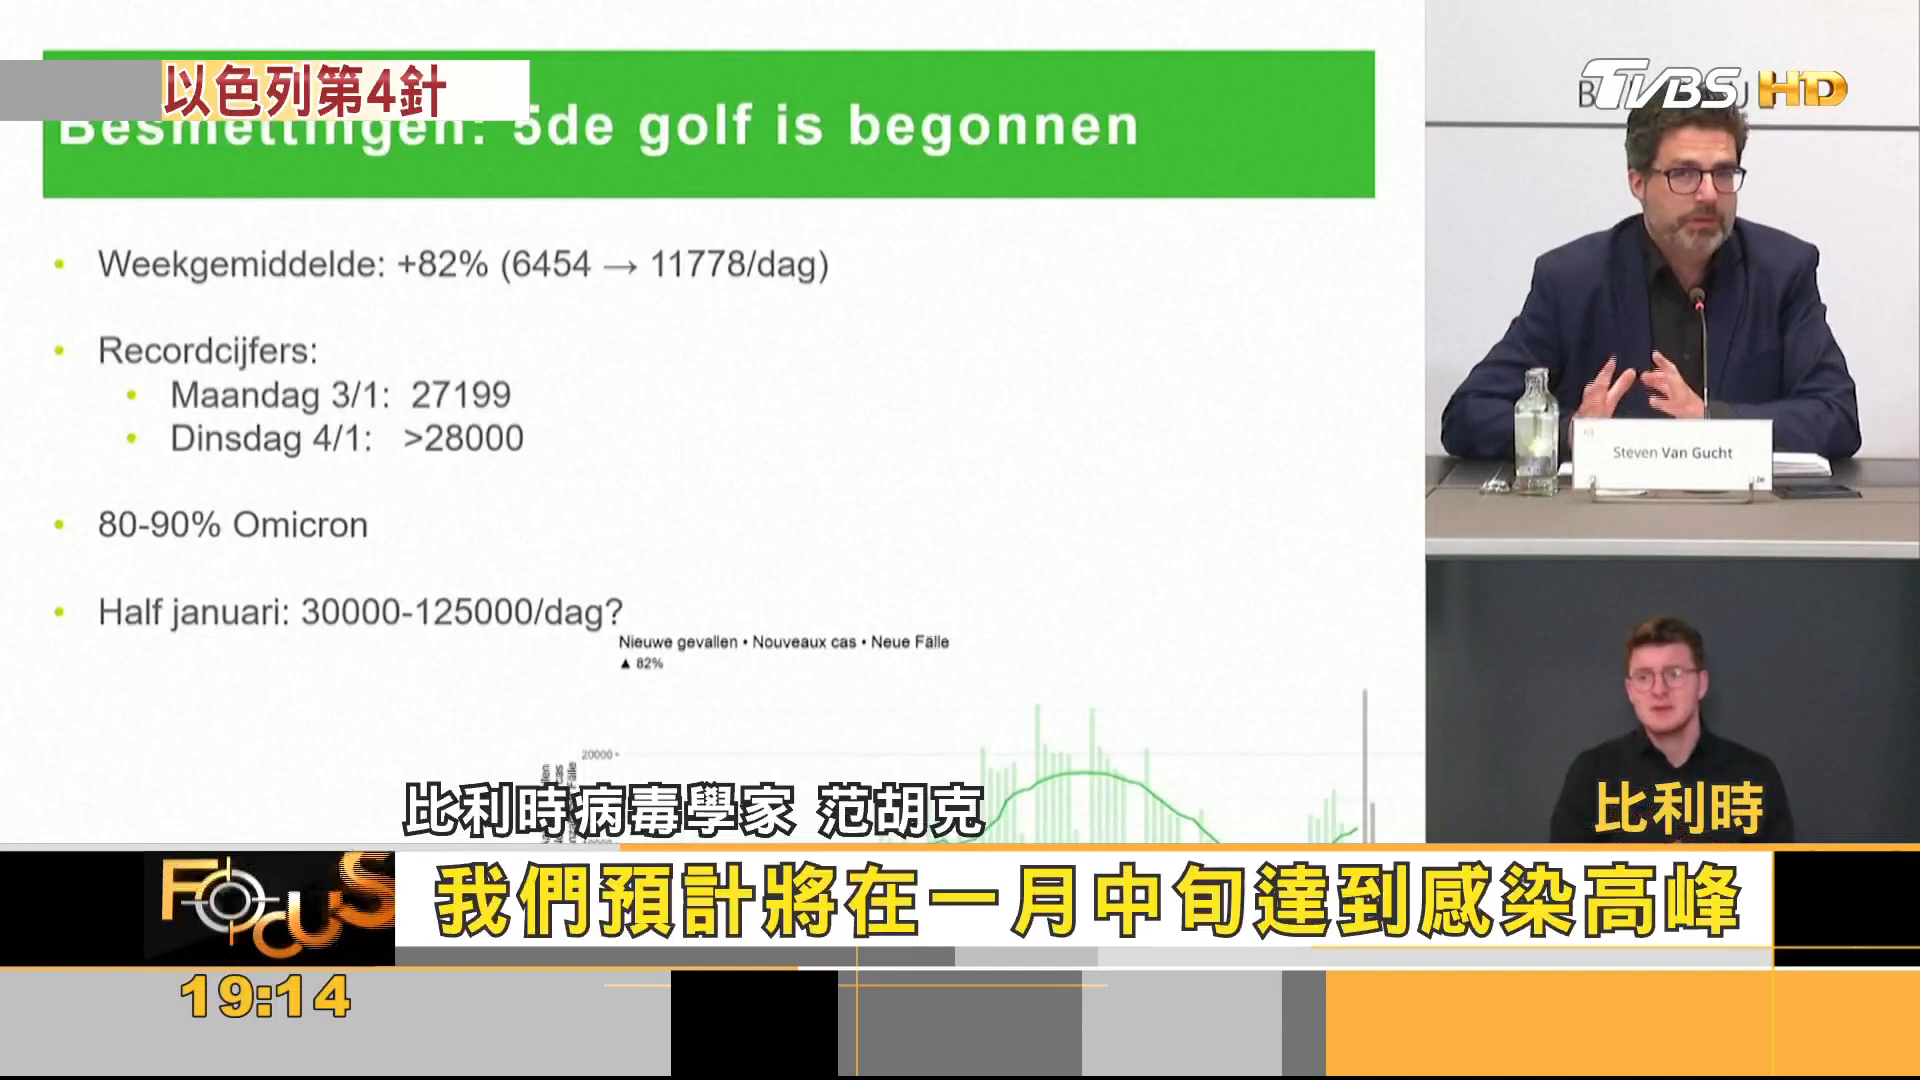 以色列第4針
TVBS HD
Besmettingen: 5de golf is begonnen
• Weekgemiddelde: +82% (6454 → 11778/dag)
• Recordcijfers:
• Maandag 3/1: 27199
• Dinsdag 4/1: >28000
• 80-90% Omicron
• Half januari: 30000-125000/dag?
Nieuwe gevallen • Nouveaux cas • Neue Fälle
▲ 82%
20000
Steven Van Gucht
比利時病毒學家 范胡克
比利時
FOCUS
我們預計將在一月中旬達到感染高峰
19:14